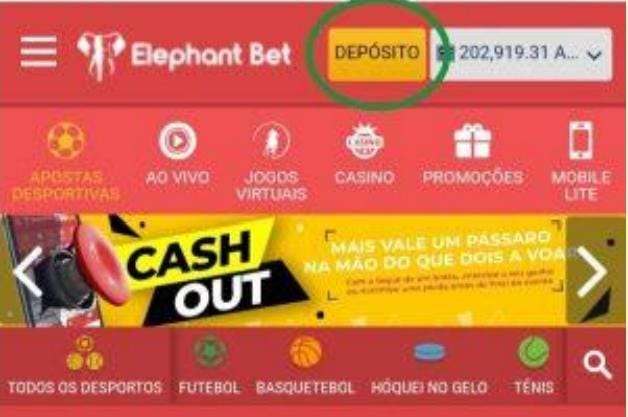 Elephant Bet
DEPÓSITO
202,919.31 A...
APOSTAS
DESPORTIVAS
AO VIVO
JOGOS
VIRTUAIS
CASINO
PROMOÇÕES
MOBILE
LITE
CASH
OUT
MAIS VALE UM PÁSSARO
NA MÃO DO QUE DOIS A VOAR
TODOS OS DESPORTOS
FUTEBOL
BASQUETEBOL
HÓQUEI NO GELO
TÉNIS